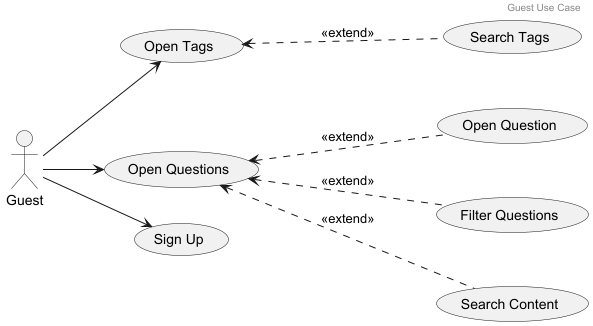 Guest Use Case
Open Tags
«extend»
Search Tags
Open Question
«extend»
Open Questions
«extend»
Guest
Filter Questions
«extend»
Sign Up
Search Content